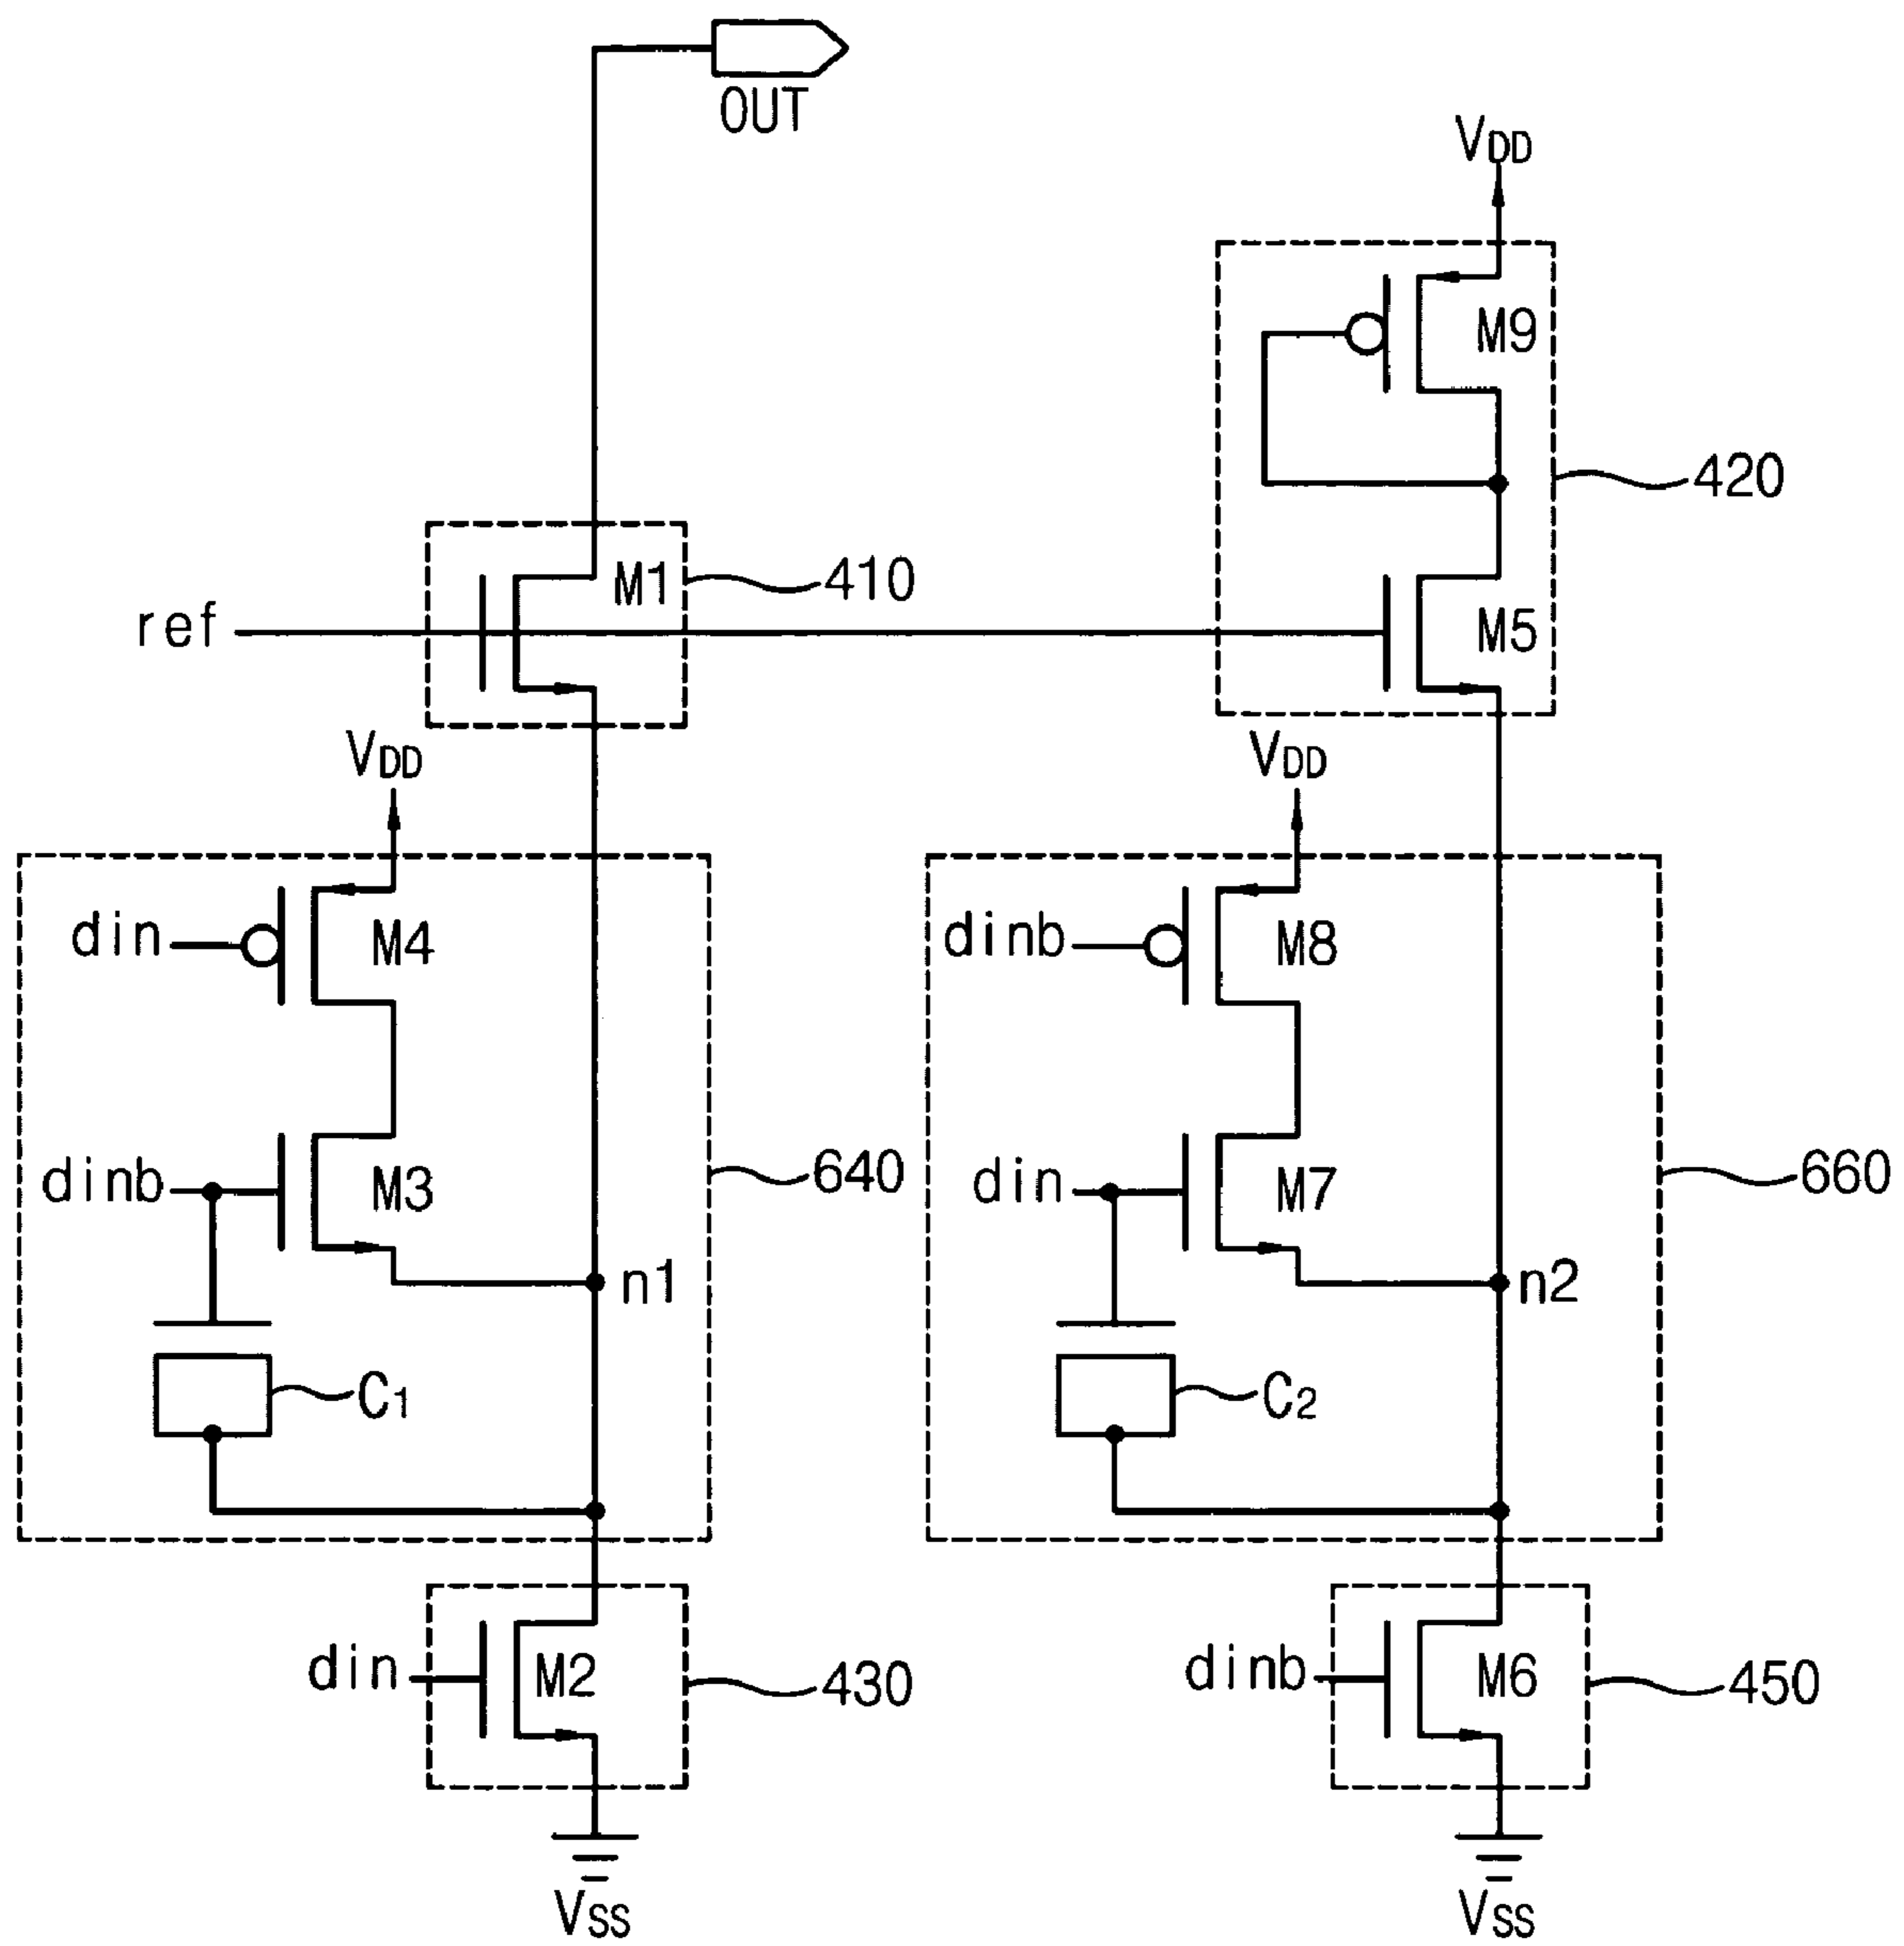 OUT
VDD
M9
420
M1
410
ref
M5
VDD
VDD
din
M4
dinb
M8
dinb
M3
640
din
M7
660
n1
n2
C1
C2
din
M2
430
dinb
M6
450
VSS
VSS